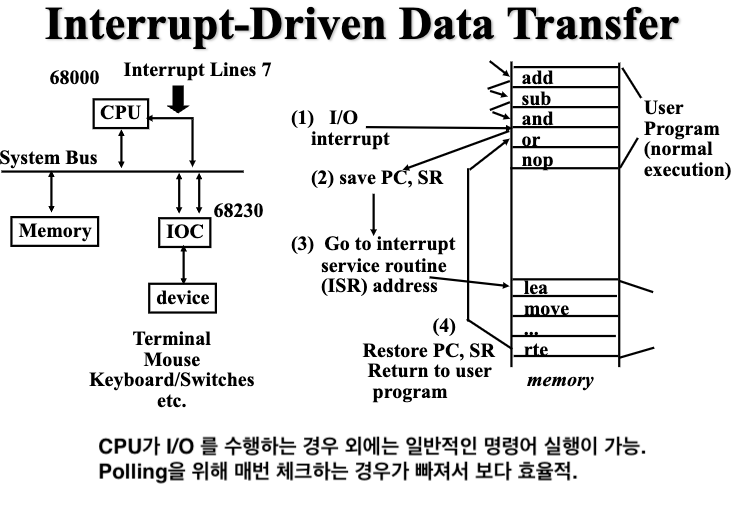 Interrupt-Driven Data Transfer
68000
Interrupt Lines 7
CPU
System Bus
68230
Memory
IOC
device
Terminal
Mouse
Keyboard/Switches
etc.
(1) I/O
interrupt
(2) save PC, SR
(3) Go to interrupt
service routine
(ISR) address
(4)
Restore PC, SR
Return to user
program
add
sub
and
or
nop
lea
move
...
rte
memory
User
Program
(normal
execution)
CPU가 I/O 를 수행하는 경우 외에는 일반적인 명령어 실행이 가능.
Polling을 위해 매번 체크하는 경우가 빠져서 보다 효율적.